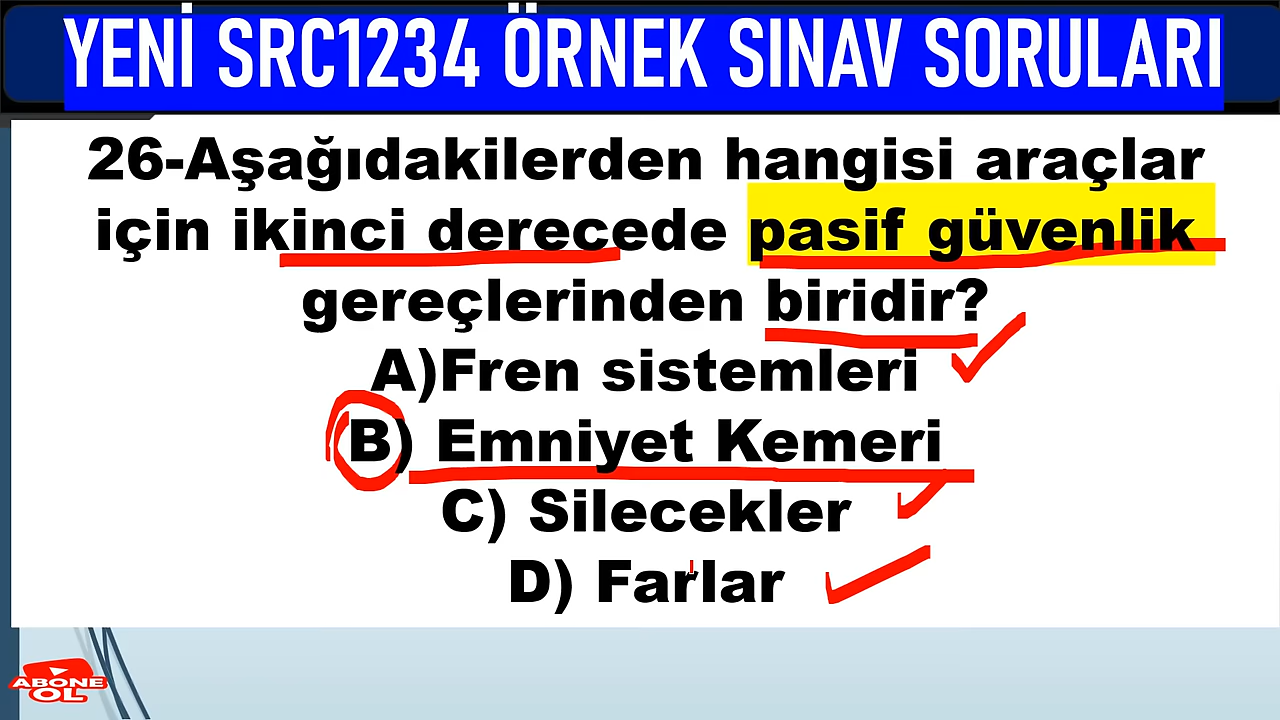 YENİ SRC1234 ÖRNEK SINAV SORULARI
26-Aşağıdakilerden hangisi araçlar
için ikinci derecede pasif güvenlik
gereçlerinden biridir?
A)Fren sistemleri
B) Emniyet Kemeri
C) Silecekler
D) Farlar
ABONE
OL